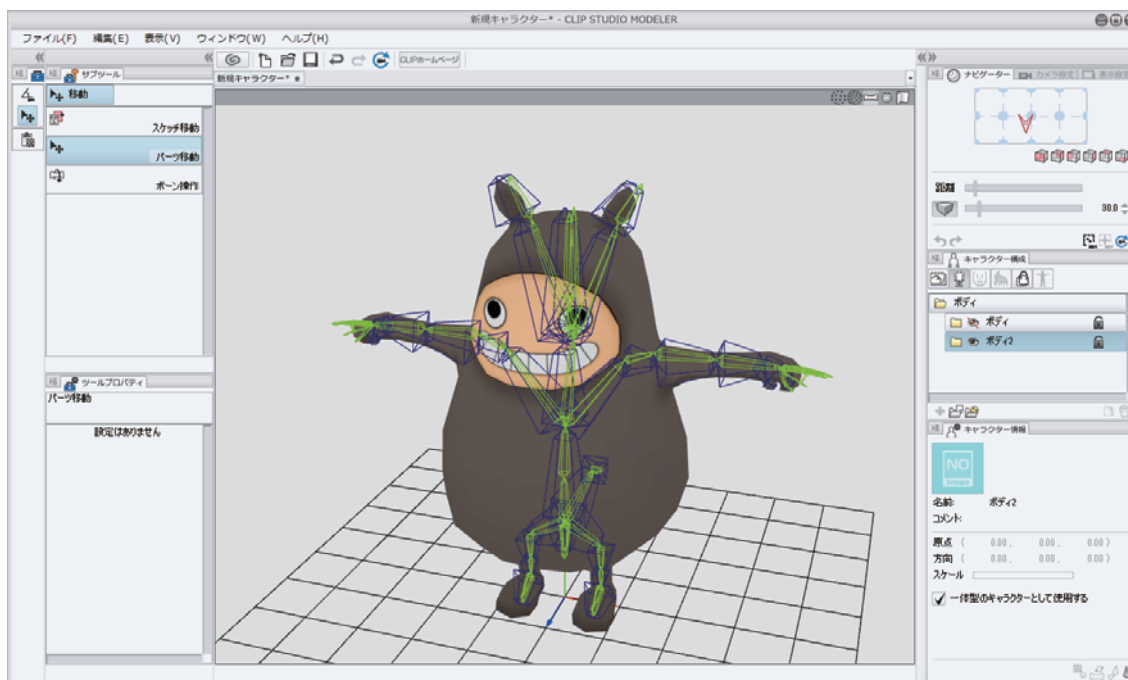 新規キャラクター* - CLIP STUDIO MODELER
ファイル(F) 編集(E) 表示(V) ウィンドウ(W) ヘルプ(H)
CLIPホームページ
サブツール
新規キャラクター*
移動
スケッチ移動
パーツ移動
ボーン操作
ツールプロパティ
パーツ移動
設定はありません
ナビゲーター カメラ設定 表示設定
距離
30.0
キャラクター構成
ボディ
ボディ
ボディ2
キャラクター情報
NO
名前: ボディ2
コメント:
原点 ( 0.00 , 0.00 , 0.00 )
方向 ( 0.00 , 0.00 , 0.00 )
スケール
一体型のキャラクターとして使用する